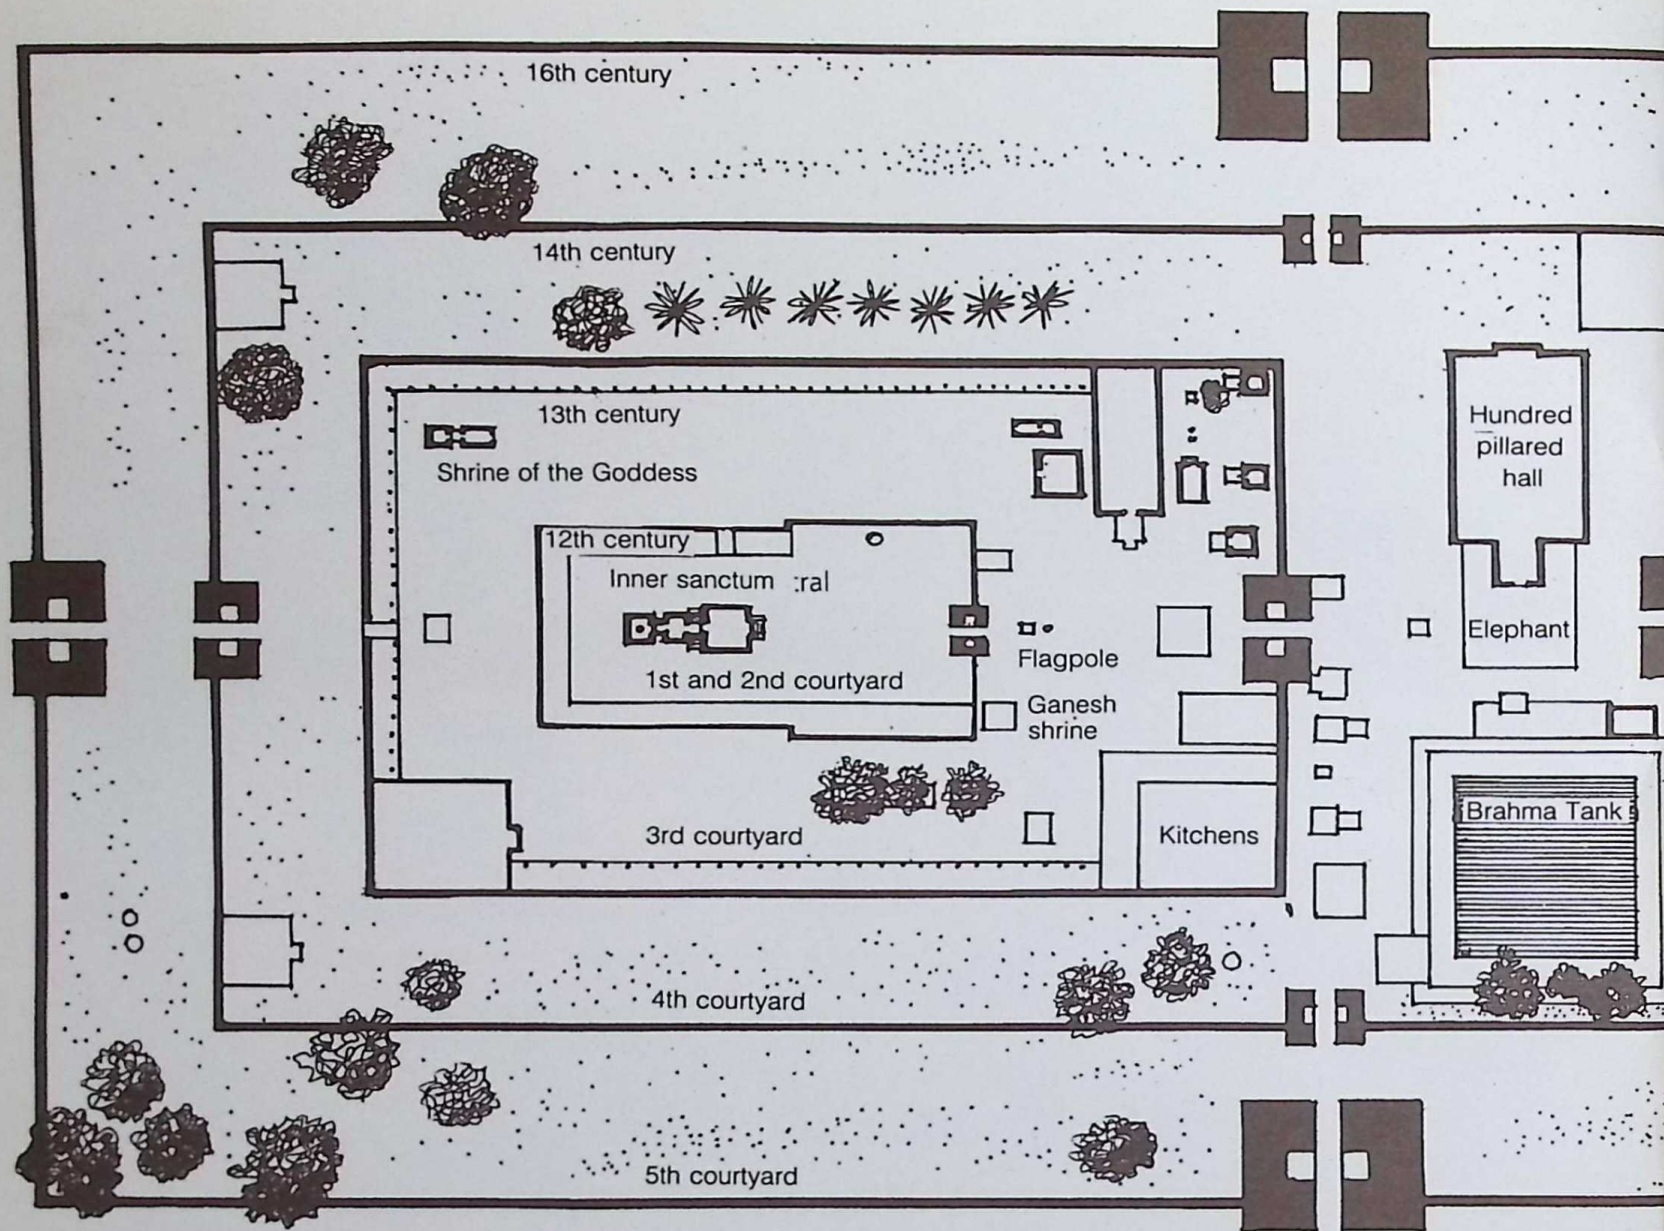 16th century
14th century
13th century
Shrine of the Goddess
12th century
Inner sanctum :ral
1st and 2nd courtyard
Flagpole
Ganesh
shrine
Hundred
pillared
hall
Elephant
Brahma Tank
Kitchens
3rd courtyard
4th courtyard
5th courtyard